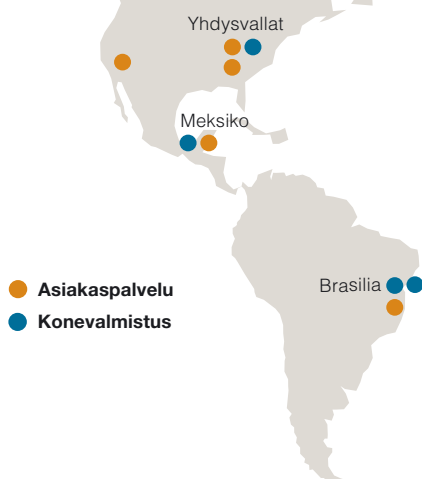 Yhdysvallat
Meksiko
Brasilia
Asiakaspalvelu
Konevalmistus